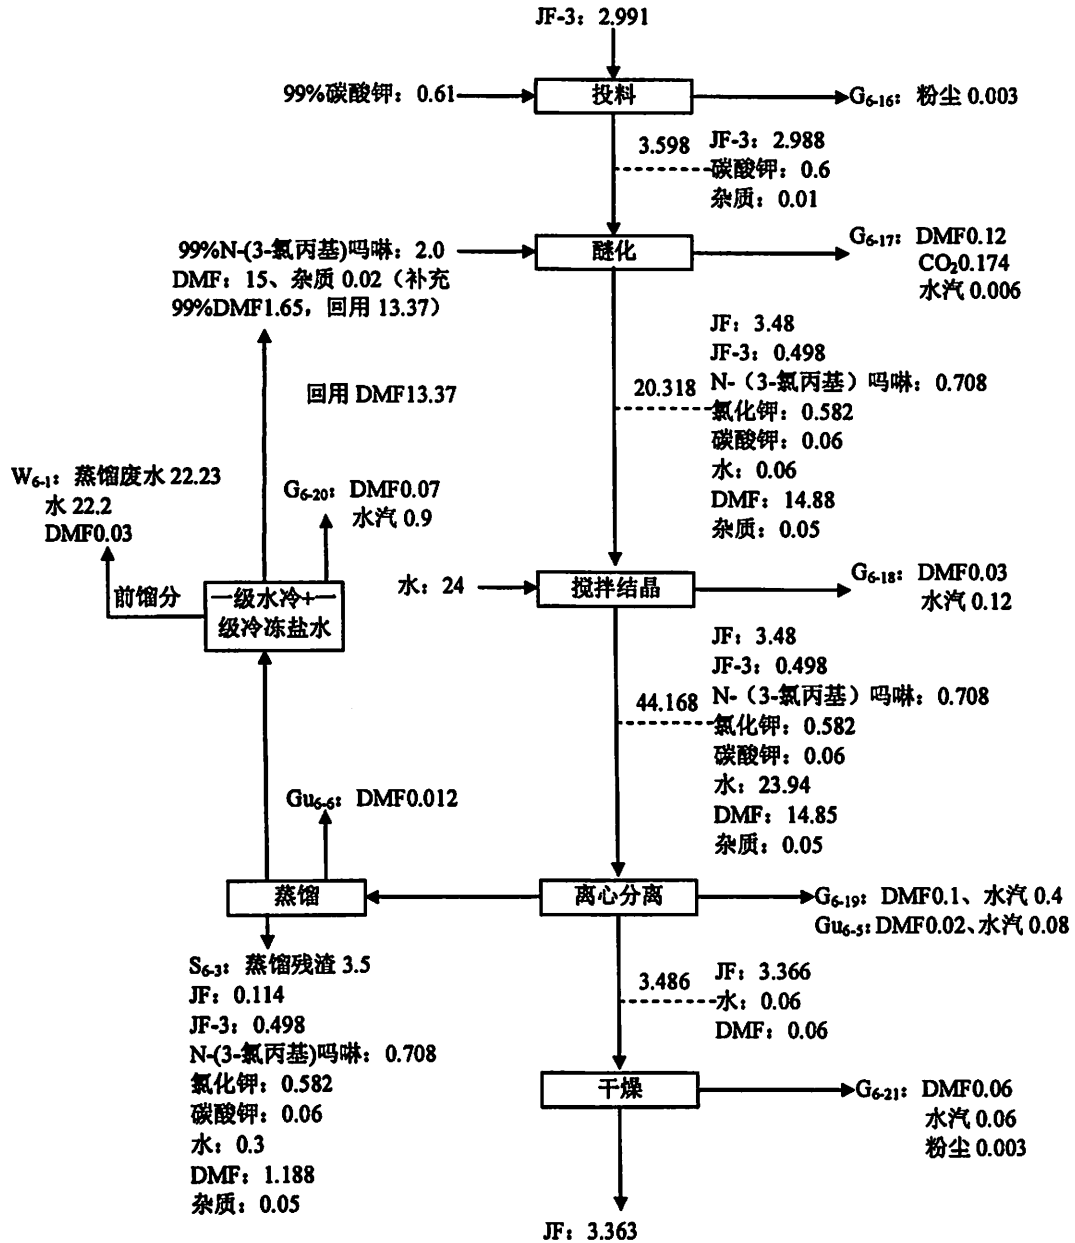 JF-3：2.991
99%碳酸钾：0.61
投料
G6-16：粉尘 0.003
3.598
JF-3：2.988
碳酸钾：0.6
杂质：0.01
99%N-(3-氯丙基)吗啉：2.0
DMF：15、杂质 0.02（补充
99%DMF1.65，回用 13.37）
醚化
G6-17：DMF0.12
CO20.174
水汽 0.006
20.318
JF：3.48
JF-3：0.498
N-（3-氯丙基）吗啉：0.708
氯化钾：0.582
碳酸钾：0.06
水：0.06
DMF：14.88
杂质：0.05
回用 DMF13.37
W6-1：蒸馏废水 22.23
水 22.2
DMF0.03
G6-20：DMF0.07
水汽 0.9
前馏分
一级水冷+一
级冷冻盐水
水：24
搅拌结晶
G6-18：DMF0.03
水汽 0.12
44.168
JF：3.48
JF-3：0.498
N-（3-氯丙基）吗啉：0.708
氯化钾：0.582
碳酸钾：0.06
水：23.94
DMF：14.85
杂质：0.05
Gu6-6：DMF0.012
蒸馏
离心分离
G6-19：DMF0.1、水汽 0.4
Gu6-5：DMF0.02、水汽 0.08
S6-3：蒸馏残渣 3.5
JF：0.114
JF-3：0.498
N-(3-氯丙基)吗啉：0.708
氯化钾：0.582
碳酸钾：0.06
水：0.3
DMF：1.188
杂质：0.05
3.486
JF：3.366
水：0.06
DMF：0.06
干燥
G6-21：DMF0.06
水汽 0.06
粉尘 0.003
JF：3.363